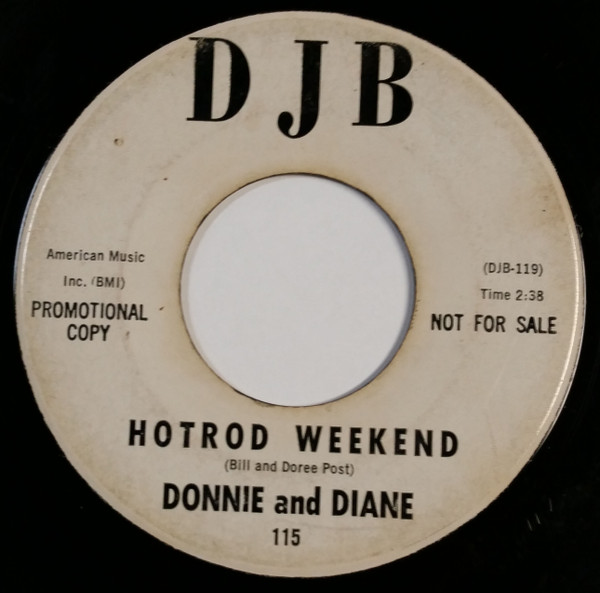 DJB
American Music
Inc. (BMI)
PROMOTIONAL
COPY
(DJB-119)
Time 2:38
NOT FOR SALE
HOTROD WEEKEND
(Bill and Doree Post)
DONNIE and DIANE
115